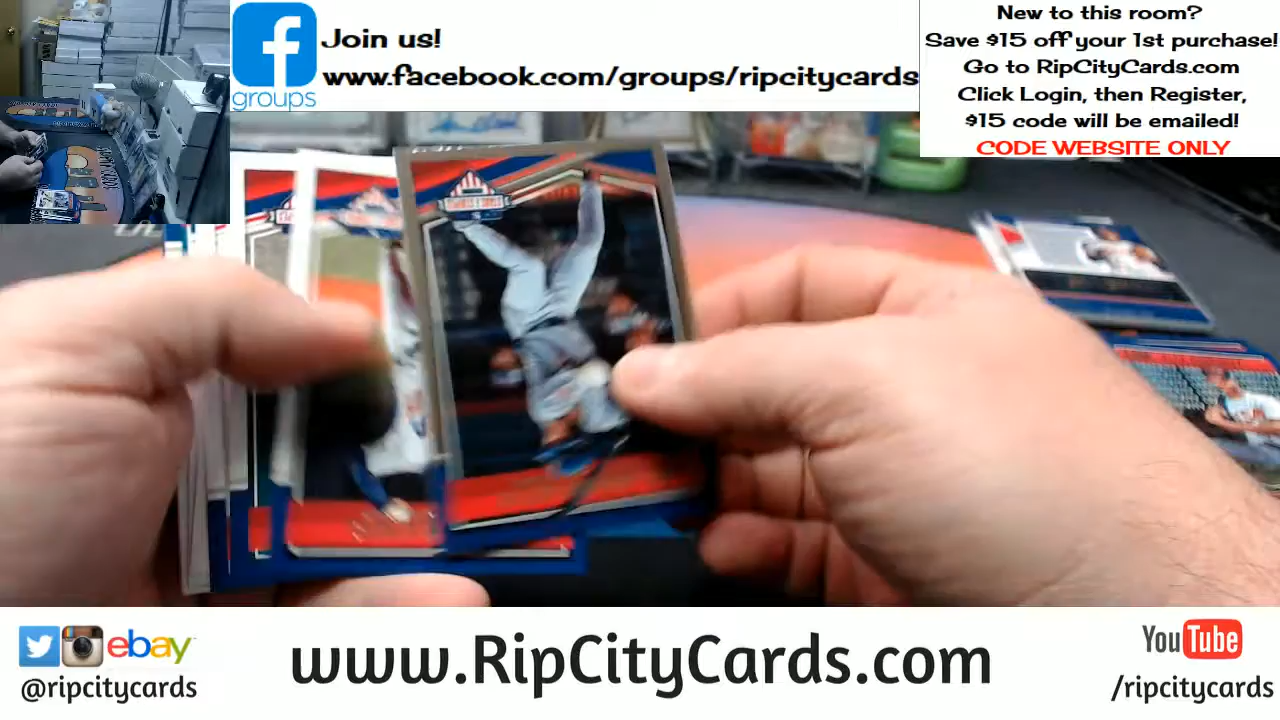 Join us!
www.facebook.com/groups/ripcitycards
groups
New to this room?
Save $15 off your 1st purchase!
Go to RipCityCards.com
Click Login, then Register,
$15 code will be emailed!
CODE WEBSITE ONLY
ebay
@ripcitycards
www.RipCityCards.com
YouTube
/ripcitycards